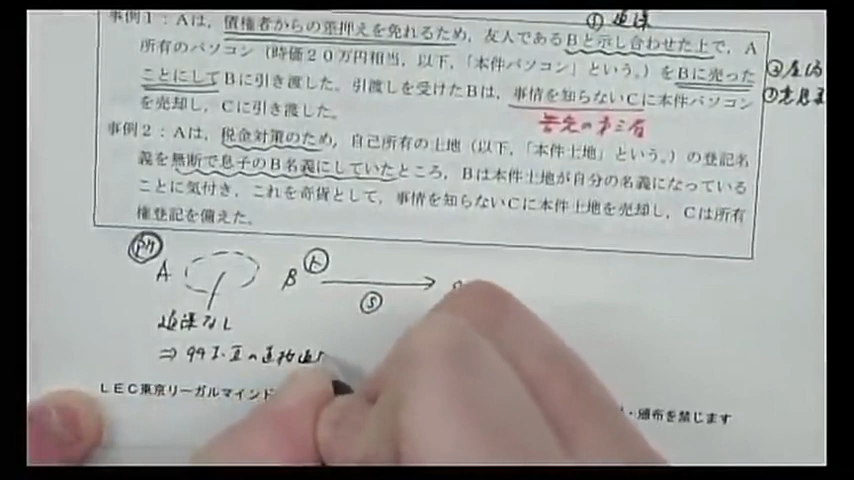 ① 通謀
事例1:Aは,債権者からの差押えを免れるため,友人であるBと示し合わせた上で,A
所有のパソコン(時価20万円相当,以下,「本件パソコン」という。)をBに売った
ことにしてBに引き渡した。引渡しを受けたBは,事情を知らないCに本件パソコン
を売却し,Cに引き渡した。
善意の第三者
事例2:Aは,税金対策のため,自己所有の土地(以下,「本件土地」という。)の登記名
義を無断で息子のB名義にしていたところ,Bは本件土地が自分の名義になっている
ことに気付き,これを奇貨として,事情を知らないCに本件土地を売却し,Cは所有
権登記を備えた。
A B ト
S
通謀なし
⇒ 94Ⅰ・Ⅱの直接適
LEC東京リーガルマインド ・頒布を禁じます